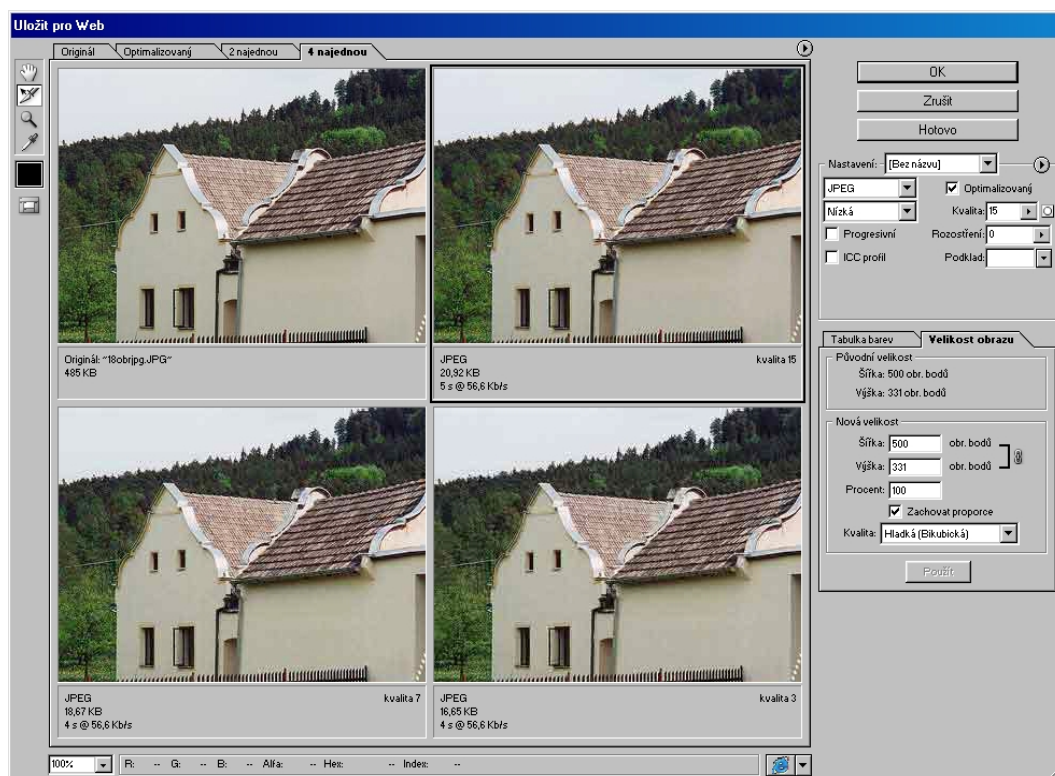 Uložit pro Web
Originál
Optimalizovaný
2 najednou
4 najednou
Originál: "18obrjpg.JPG"
485 KB
JPEG
kvalita 15
20,92 KB
5 s @ 56,6 Kb/s
JPEG
kvalita 7
18,67 KB
4 s @ 56,6 Kb/s
JPEG
kvalita 3
16,65 KB
4 s @ 56,6 Kb/s
100%
R: -- G: -- B: -- Alfa: -- Hex: -- Index: --
OK
Zrušit
Hotovo
Nastavení: [Bez názvu]
JPEG
Optimalizovaný
Nízká
Kvalita: 15
Progresivní
Rozostření: 0
ICC profil
Podklad:
Tabulka barev
Velikost obrazu
Původní velikost
Šířka: 500 obr. bodů
Výška: 331 obr. bodů
Nová velikost
Šířka: 500 obr. bodů
Výška: 331 obr. bodů
Procent: 100
Zachovat proporce
Kvalita: Hladká (Bikubická)
Použít